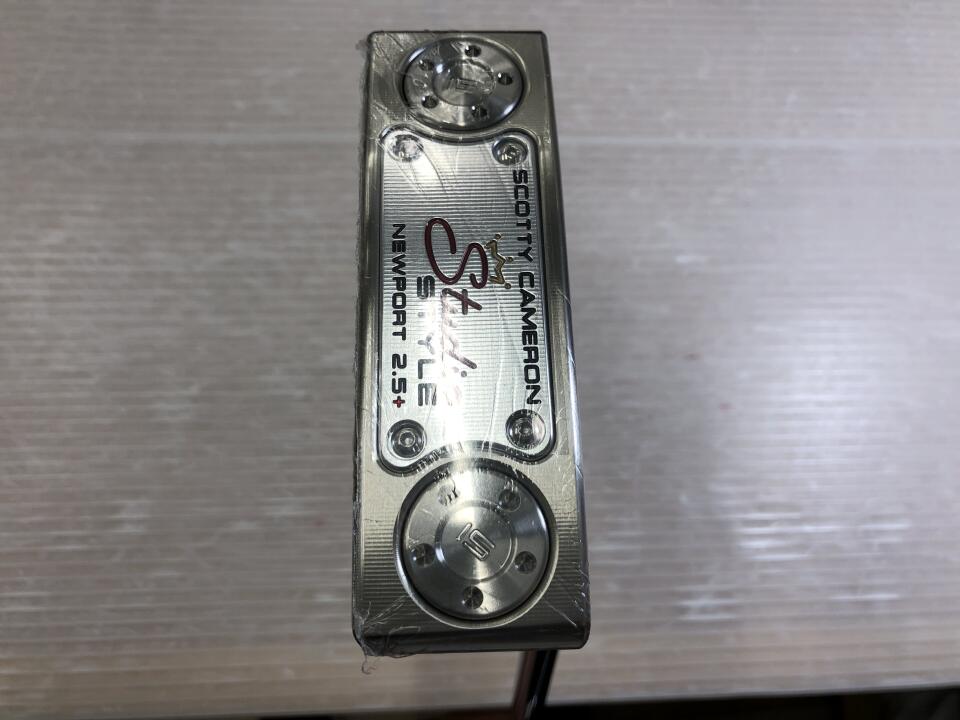 SCOTTY CAMERON
Studio
STYLE
NEWPORT 2.5+